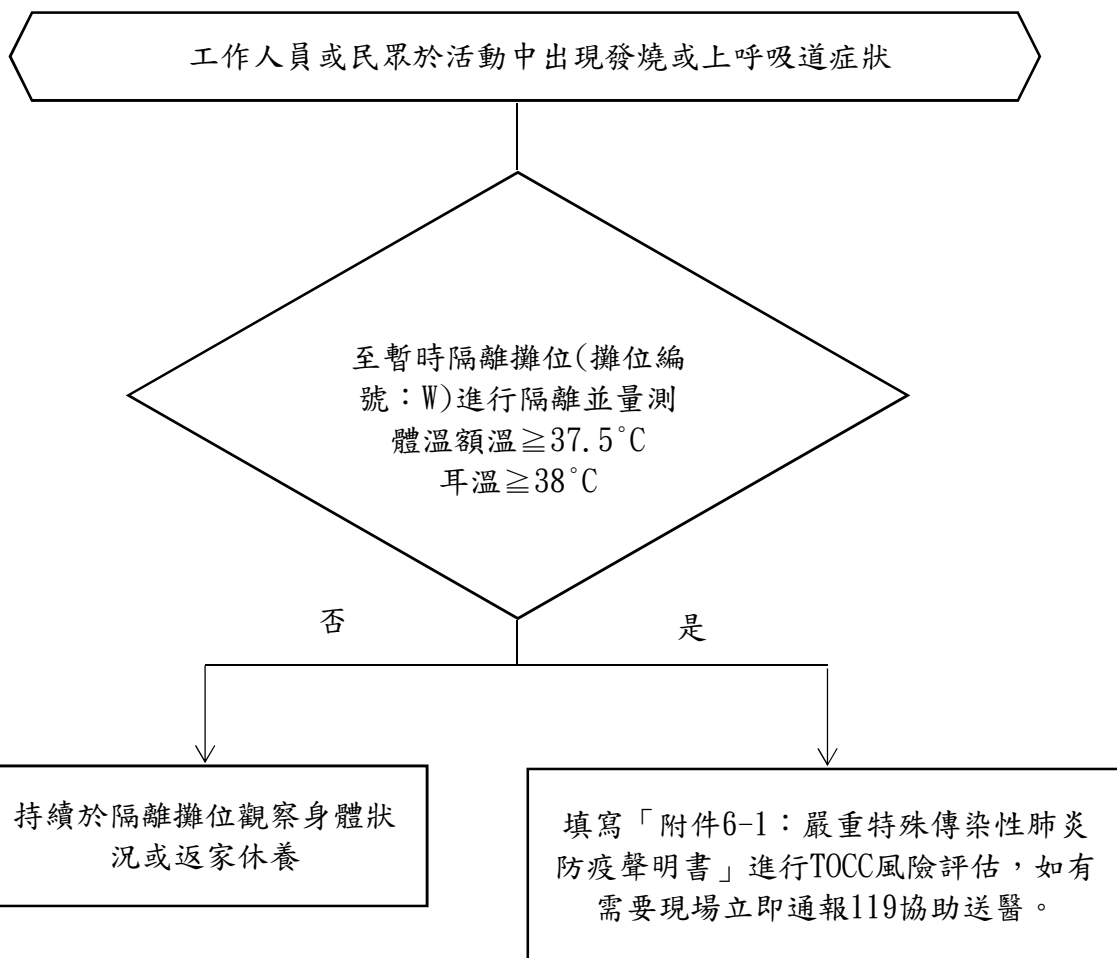 工作人員或民眾於活動中出現發燒或上呼吸道症狀
至暫時隔離攤位(攤位編
號：W)進行隔離並量測
體溫額溫≧37.5°C
耳溫≧38°C
否
是
持續於隔離攤位觀察身體狀
況或返家休養
填寫「附件6-1：嚴重特殊傳染性肺炎
防疫聲明書」進行TOCC風險評估，如有
需要現場立即通報119協助送醫。